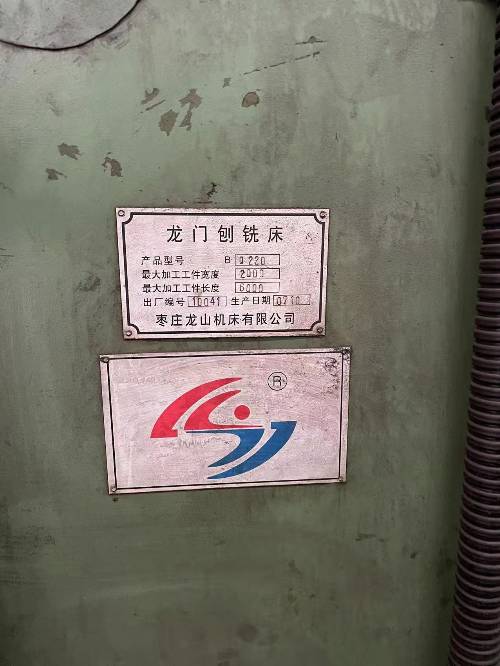 龙门刨铣床
产品型号 B Q220
最大加工工件宽度 2000
最大加工工件长度 6000
出厂编号 10041 生产日期 0710
枣庄龙山机床有限公司
®